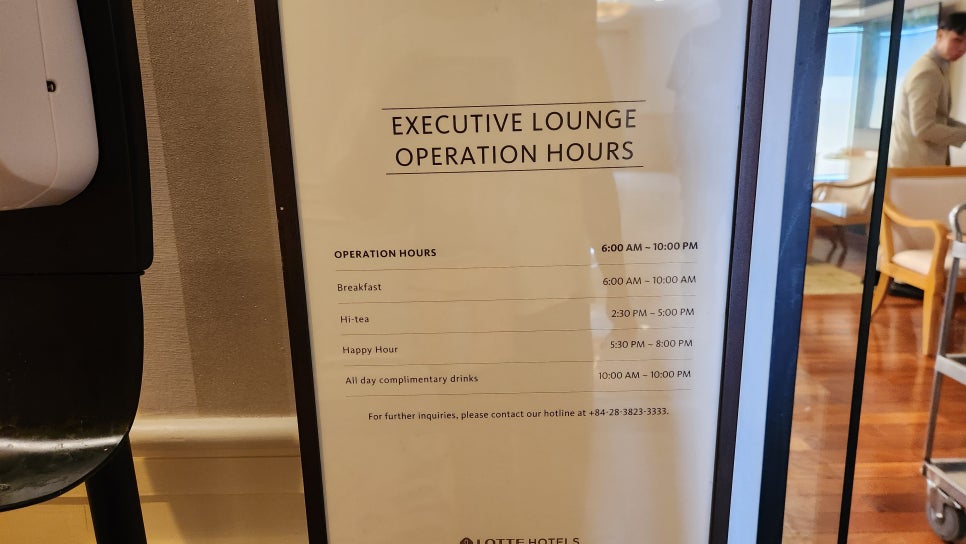 EXECUTIVE LOUNGE
OPERATION HOURS
OPERATION HOURS 6:00 AM ~ 10:00 PM
Breakfast 6:00 AM ~ 10:00 AM
Hi-tea 2:30 PM ~ 5:00 PM
Happy Hour 5:30 PM ~ 8:00 PM
All day complimentary drinks 10:00 AM ~ 10:00 PM
For further inquiries, please contact our hotline at +84-28-3823-3333.
LOTTE HOTELS